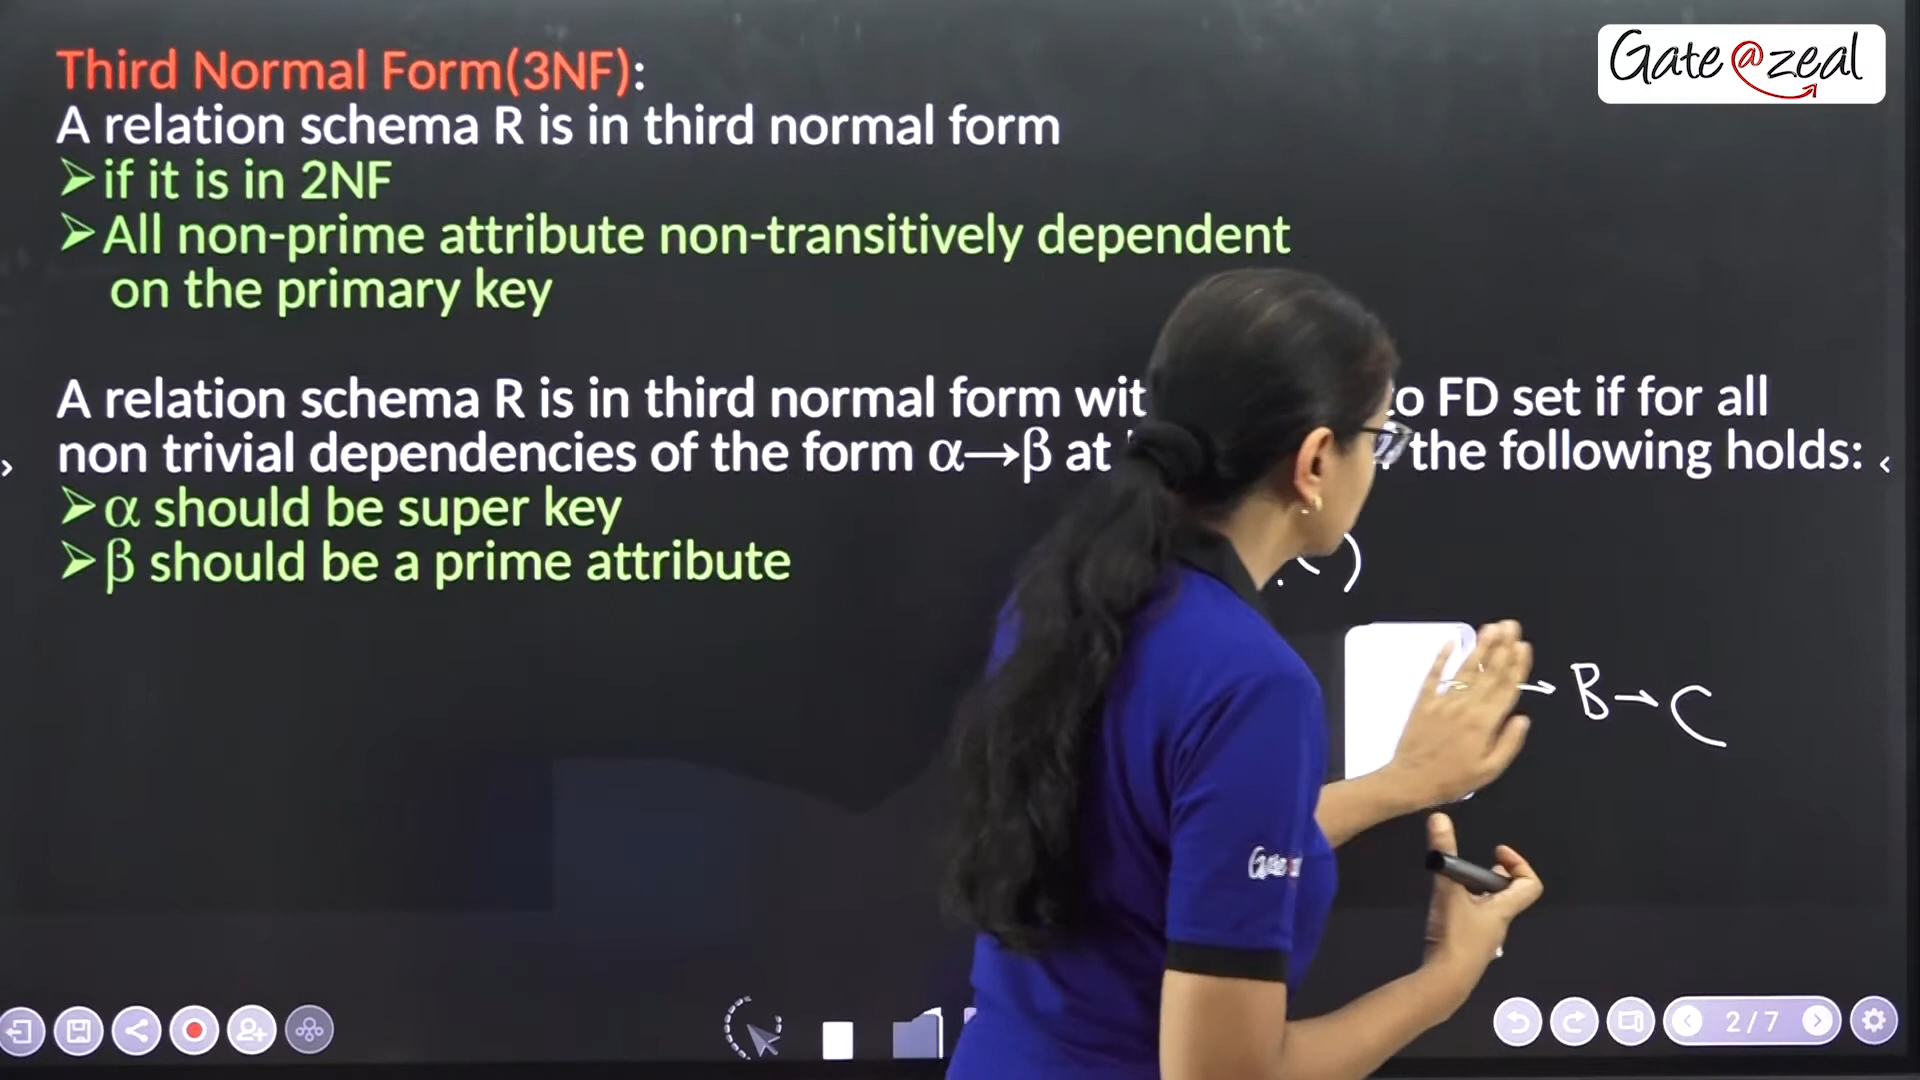 Gate@zeal
Third Normal Form(3NF):
A relation schema R is in third normal form
➢if it is in 2NF
➢All non-prime attribute non-transitively dependent
on the primary key
A relation schema R is in third normal form FD set if for all
non trivial dependencies of the form α→β at the following holds:
➢α should be super key
➢β should be a prime attribute
→ B → C
2 / 7